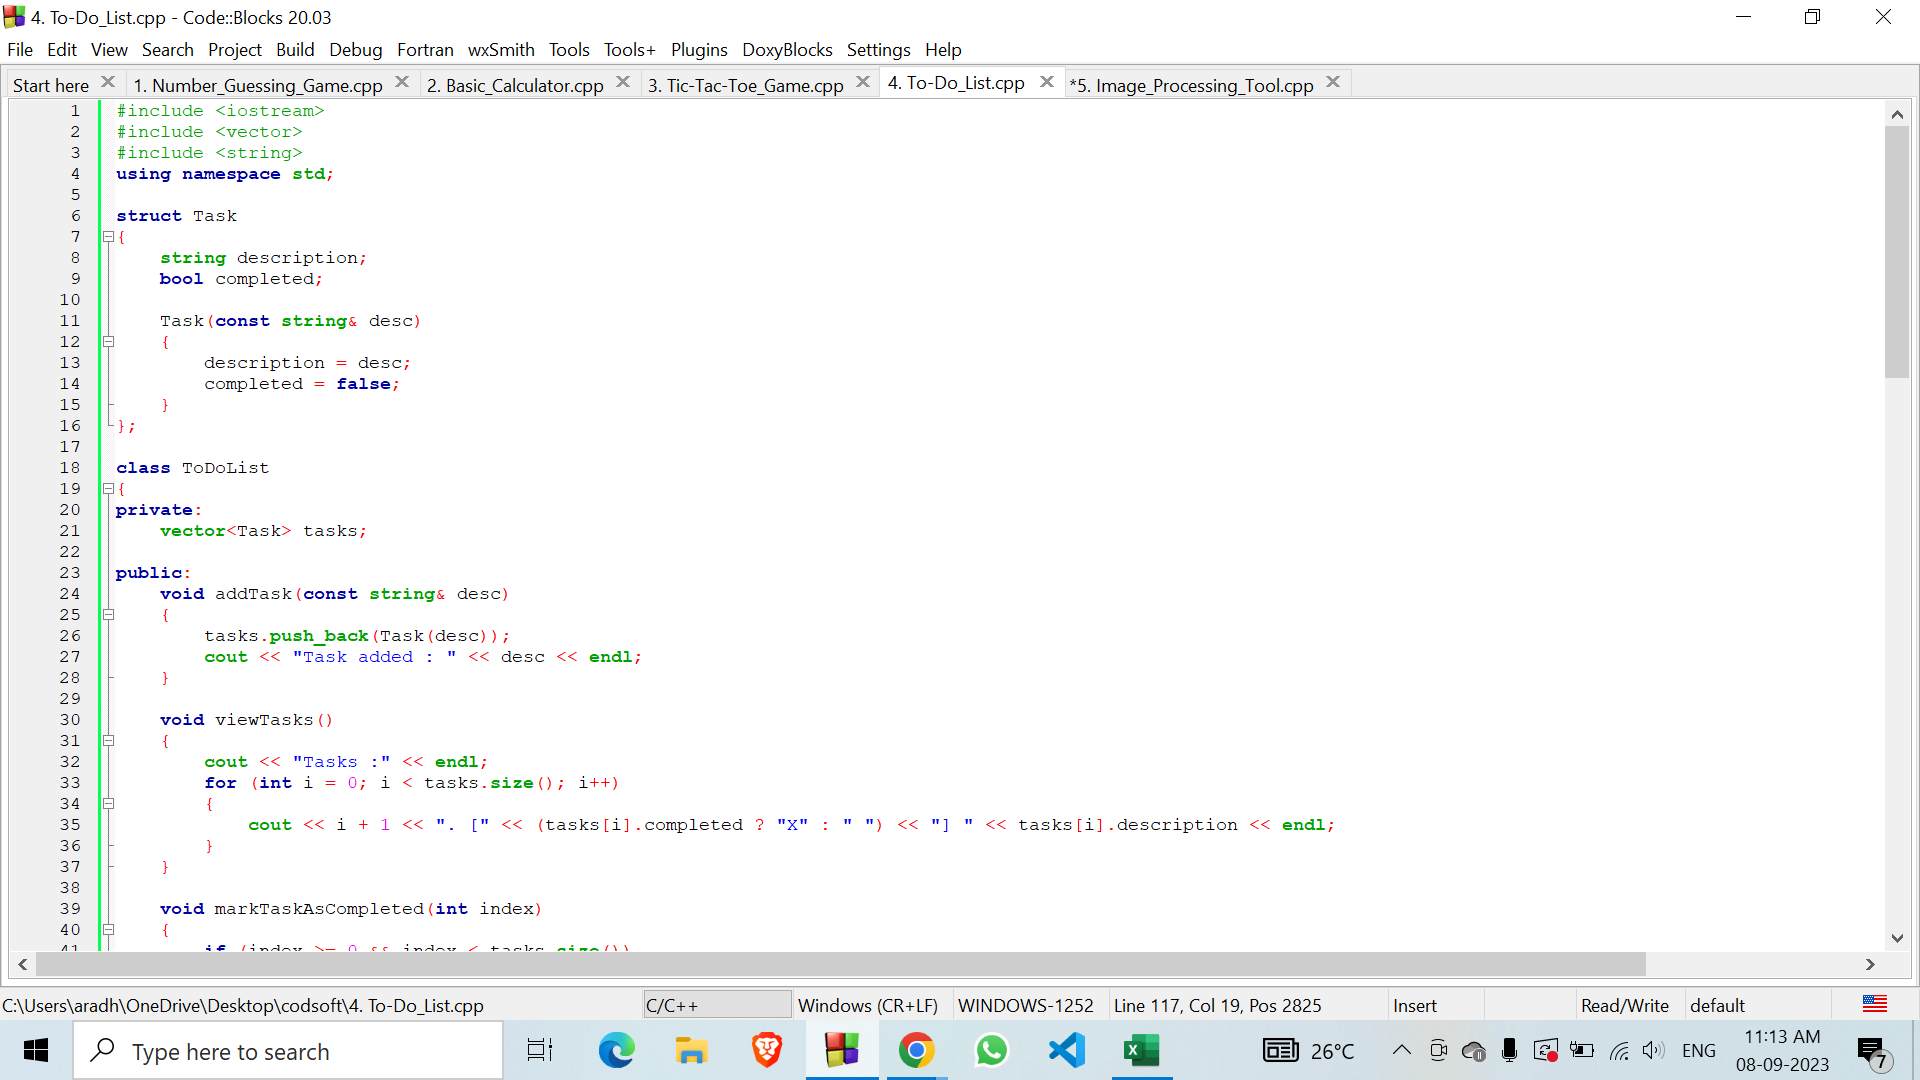 4. To-Do_List.cpp - Code::Blocks 20.03
File Edit View Search Project Build Debug Fortran wxSmith Tools Tools+ Plugins DoxyBlocks Settings Help
Start here 1. Number_Guessing_Game.cpp 2. Basic_Calculator.cpp 3. Tic-Tac-Toe_Game.cpp 4. To-Do_List.cpp *5. Image_Processing_Tool.cpp
1 #include <iostream>
2 #include <vector>
3 #include <string>
4 using namespace std;
5
6 struct Task
7 {
8 string description;
9 bool completed;
10
11 Task(const string& desc)
12 {
13 description = desc;
14 completed = false;
15 }
16 };
17
18 class ToDoList
19 {
20 private:
21 vector<Task> tasks;
22
23 public:
24 void addTask(const string& desc)
25 {
26 tasks.push_back(Task(desc));
27 cout << "Task added : " << desc << endl;
28 }
29
30 void viewTasks()
31 {
32 cout << "Tasks :" << endl;
33 for (int i = 0; i < tasks.size(); i++)
34 {
35 cout << i + 1 << ". [" << (tasks[i].completed ? "X" : " ") << "] " << tasks[i].description << endl;
36 }
37 }
38
39 void markTaskAsCompleted(int index)
40 {
41 if (index >= 0 && index < tasks.size())
C:\Users\aradh\OneDrive\Desktop\codsoft\4. To-Do_List.cpp C/C++ Windows (CR+LF) WINDOWS-1252 Line 117, Col 19, Pos 2825 Insert Read/Write default
Type here to search 26°C ENG 11:13 AM
08-09-2023 7